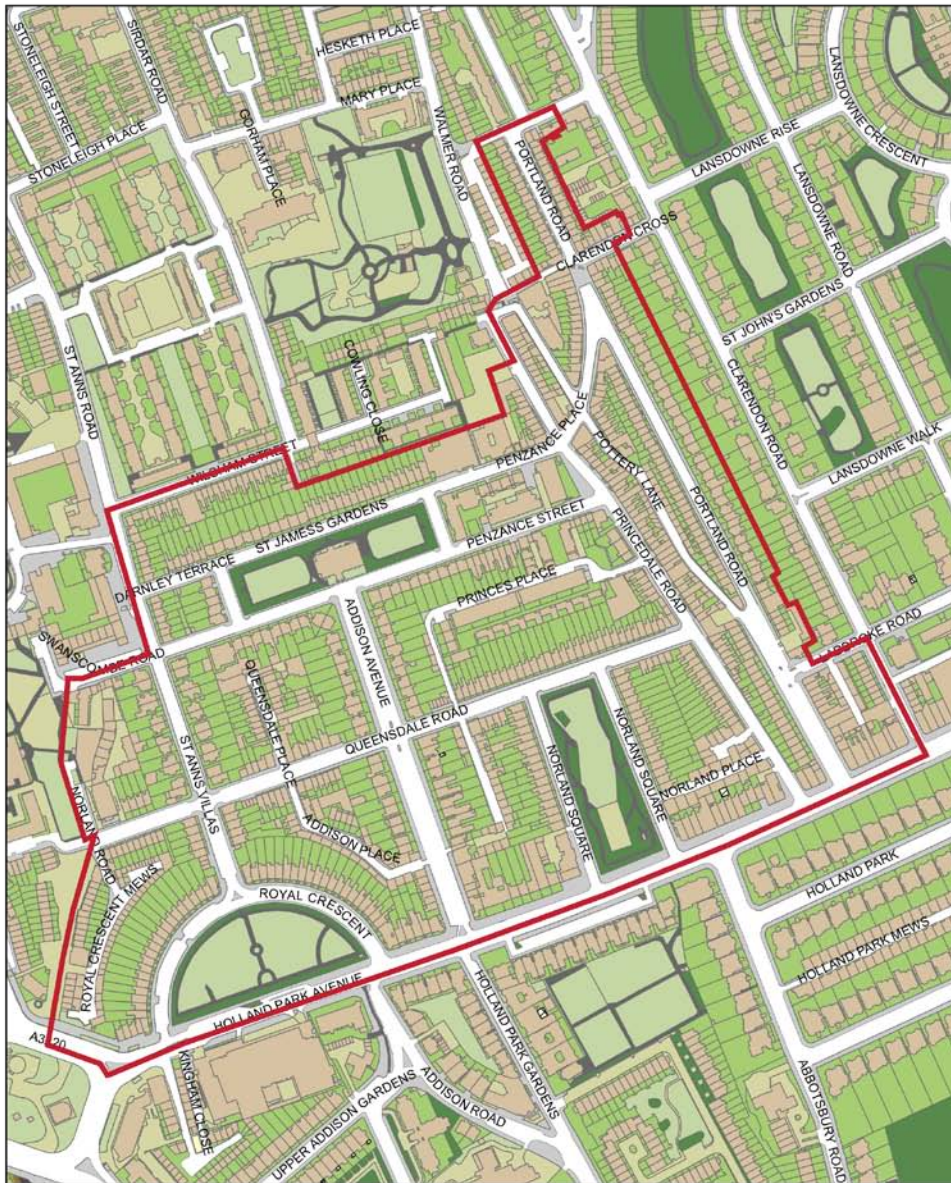 STONELEIGH STREET
SIRDAR ROAD
HESKETH PLACE
MARY PLACE
GORHAM PLACE
STONELEIGH PLACE
WALMER ROAD
PORTLAND ROAD
LANSDOWNE RISE
LANSDOWNE CRESCENT
LANSDOWNE ROAD
CLARENDON CROSS
ST JOHN'S GARDENS
ST ANNS ROAD
COWLING CLOSE
CLARENDON ROAD
WILSHAM STREET
PENZANCE PLACE
POTTERY LANE
LANSDOWNE WALK
ST JAMESS GARDENS
PENZANCE STREET
PORTLAND ROAD
PRINCEDALE ROAD
DARNLEY TERRACE
PRINCES PLACE
ADDISON AVENUE
SWANSCOMBE ROAD
LADBROKE ROAD
QUEENSDALE PLACE
QUEENSDALE ROAD
ST ANNS VILLAS
NORLAND SQUARE
NORLAND SQUARE
NORLAND PLACE
NORLAND ROAD
ADDISON PLACE
ROYAL CRESCENT MEWS
ROYAL CRESCENT
HOLLAND PARK
HOLLAND PARK MEWS
HOLLAND PARK AVENUE
HOLLAND PARK GARDENS
KINGHAM CLOSE
UPPER ADDISON GARDENS
ADDISON ROAD
ABBOTSBURY ROAD